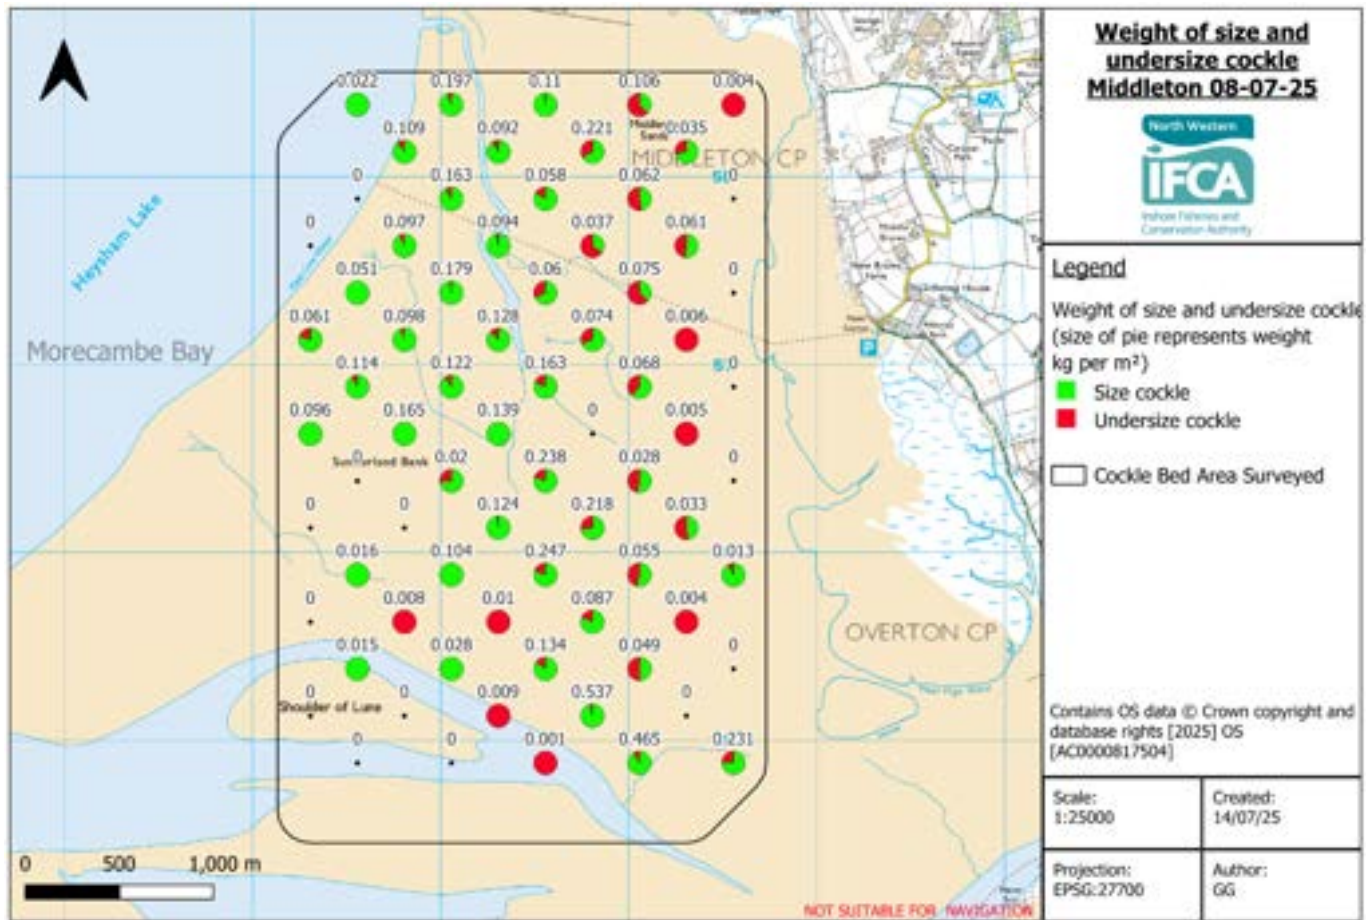 Weight of size and
undersize cockle
Middleton 08-07-25
North Western
IFCA
Inshore Fisheries and
Conservation Authority
Legend
Weight of size and undersize cockle
(size of pie represents weight
kg per m²)
Size cockle
Undersize cockle
Cockle Bed Area Surveyed
Contains OS data © Crown copyright and
database rights [2025] OS
[AC0000817504]
Scale:
1:25000
Created:
14/07/25
Projection:
EPSG:27700
Author:
GG
0.022 0.197 0.11 0.106 0.004
0.109 0.092 0.221 0.035
MIDDLETON CP
0 0.163 0.058 0.062 0
0 0.097 0.094 0.037 0.061
0.051 0.179 0.06 0.075 0
0.061 0.098 0.128 0.074 0.006
0.114 0.122 0.163 0.068 0
0.096 0.165 0.139 0 0.005
Sunderland Bank
0 0.02 0.238 0.028 0
0 0 0.124 0.218 0.033
0.016 0.104 0.247 0.055 0.013
0 0.008 0.01 0.087 0.004
0.015 0.028 0.134 0.049 0
0 0 0.009 0.537 0
Shoulder of Lune
0 0 0.001 0.465 0.231
Heysham Lake
Morecambe Bay
OVERTON CP
P
0 500 1,000 m
NOT SUITABLE FOR NAVIGATION